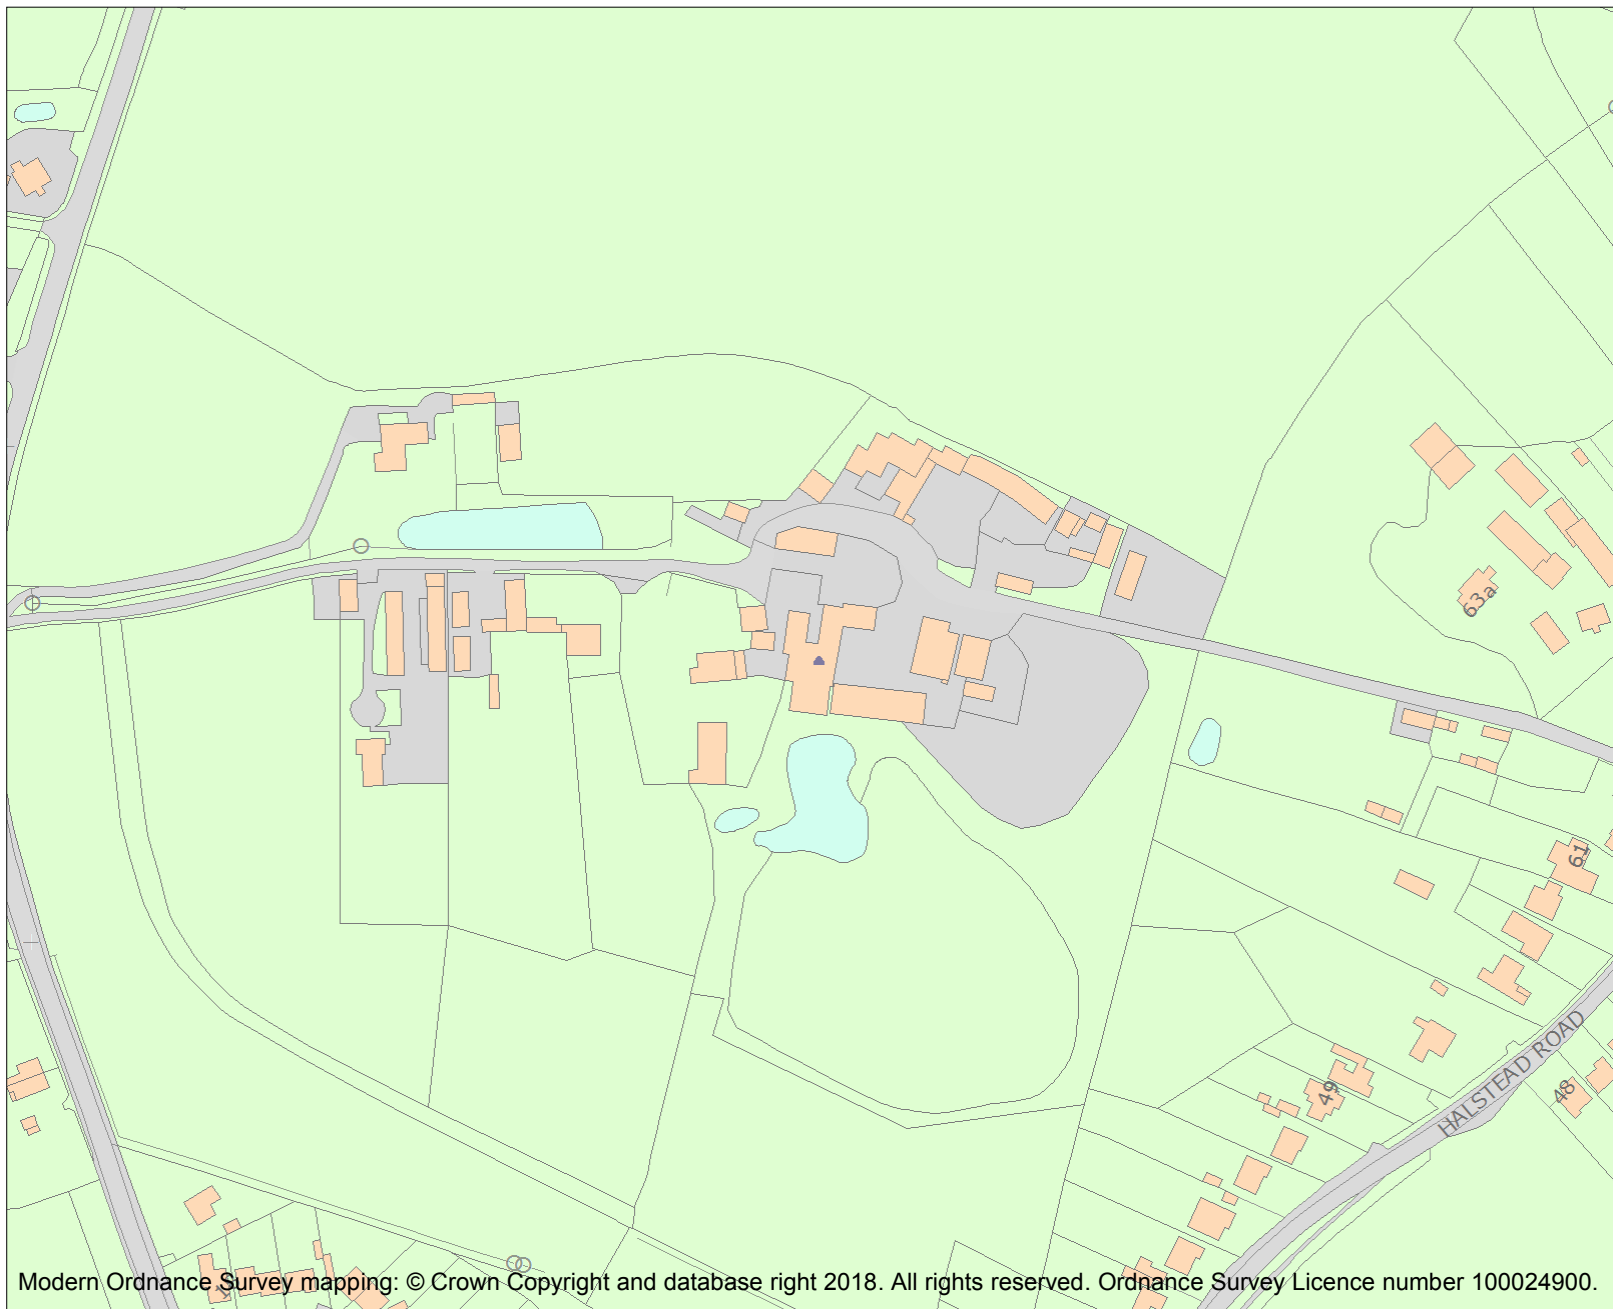 63a
61
HALSTEAD ROAD
49
48
Modern Ordnance Survey mapping: © Crown Copyright and database right 2018. All rights reserved. Ordnance Survey Licence number 100024900.